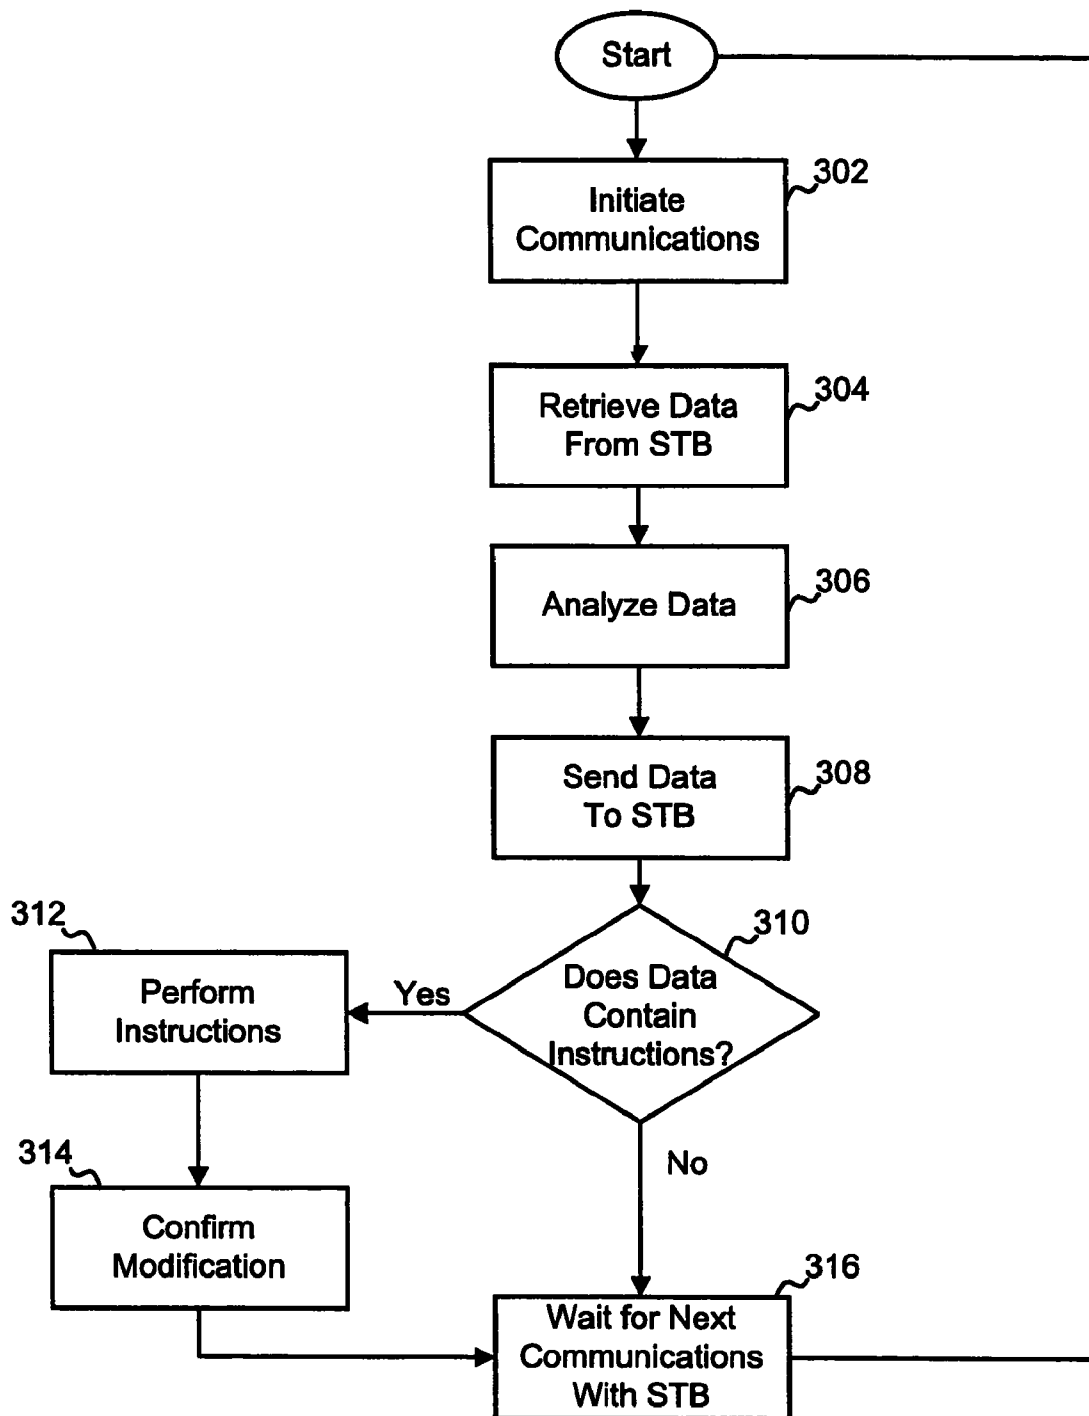 Start
302
Initiate
Communications
304
Retrieve Data
From STB
306
Analyze Data
308
Send Data
To STB
310
Does Data
Contain
Instructions?
Yes
312
Perform
Instructions
No
314
Confirm
Modification
316
Wait for Next
Communications
With STB